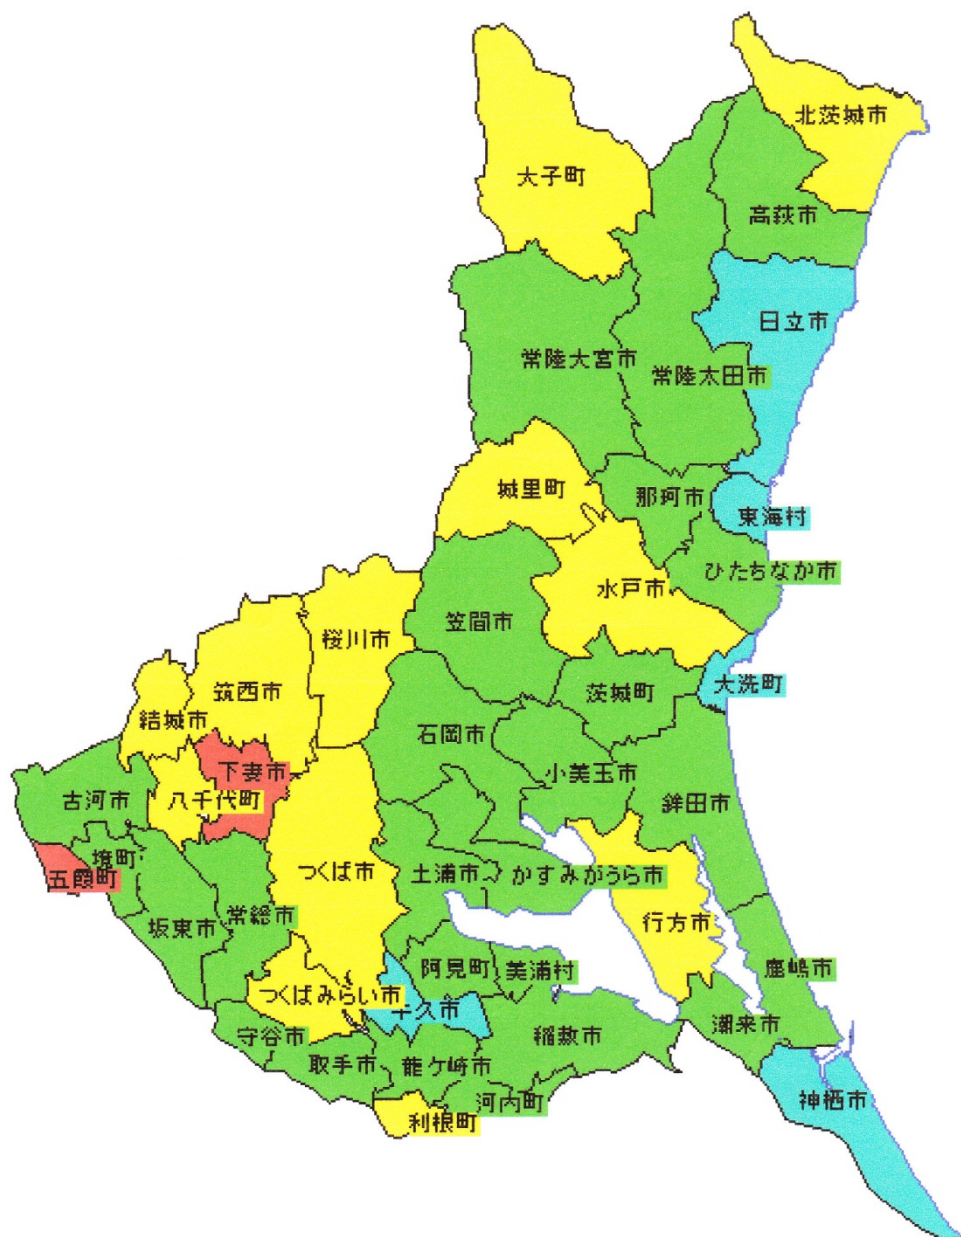 北茨城市
大子町
高萩市
日立市
常陸大宮市
常陸太田市
城里町
那珂市
東海村
ひたちなか市
水戸市
笠間市
桜川市
大洗町
茨城町
筑西市
結城市
石岡市
下妻市
小美玉市
古河市
八千代町
鉾田市
境町
五霞町
つくば市
土浦市
かすみがうら市
常総市
坂東市
行方市
阿見町
美浦村
鹿嶋市
つくばみらい市
牛久市
潮来市
守谷市
稲敷市
取手市
龍ケ崎市
神栖市
河内町
利根町